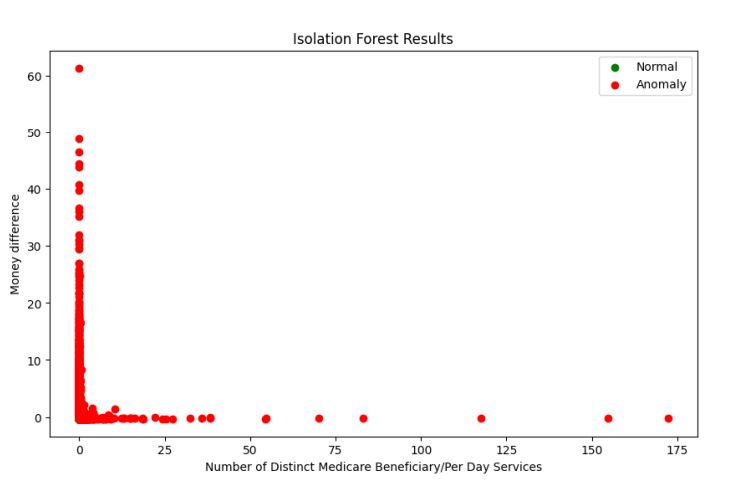 Isolation Forest Results
Normal
Anomaly
60
50
40
30
20
10
0
Money difference
0 25 50 75 100 125 150 175
Number of Distinct Medicare Beneficiary/Per Day Services